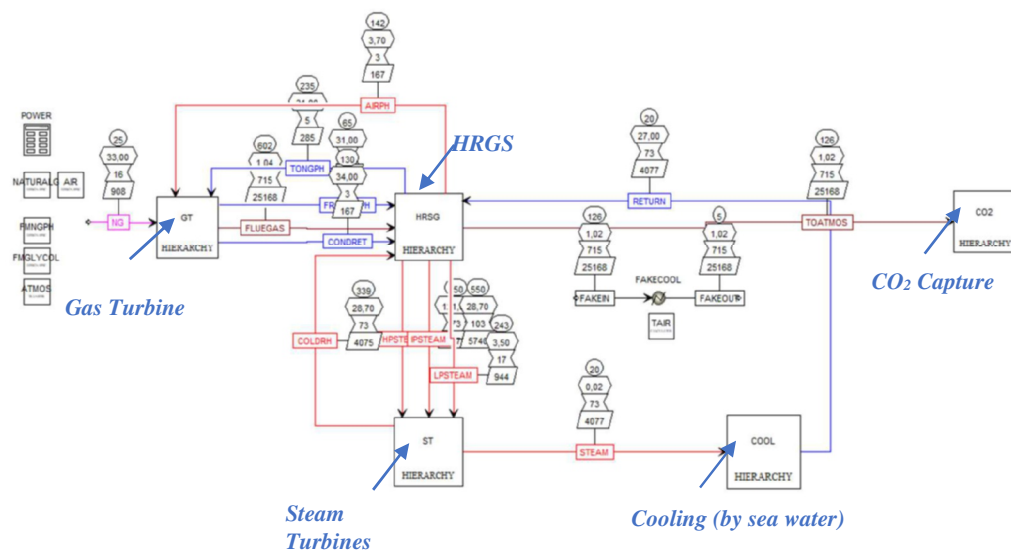 142
3,70
3
167
AIRPH
235
5
285
TONGPH
65
31,00
130
34,00
3
167
HRGS
20
27,00
73
4077
RETURN
126
1,02
715
25168
TOATMOS
POWER
NATURALG
AIR
FMNGPH
FMGLYCOL
ATMOS
25
33,00
16
908
NG
602
1,04
715
25168
FLUEGAS
CONDRET
GT
HIERARCHY
HRSG
HIERARCHY
CO2
HIERARCHY
126
1,02
715
25168
FAKEIN
5
1,02
715
25168
FAKEOUT
FAKECOOL
TAIR
Gas Turbine
CO₂ Capture
339
28,70
73
4075
COLDRH
IPSTEAM
550
28,70
103
243
3,50
17
944
LPSTEAM
20
0,02
73
4077
STEAM
ST
HIERARCHY
COOL
HIERARCHY
Steam
Turbines
Cooling (by sea water)